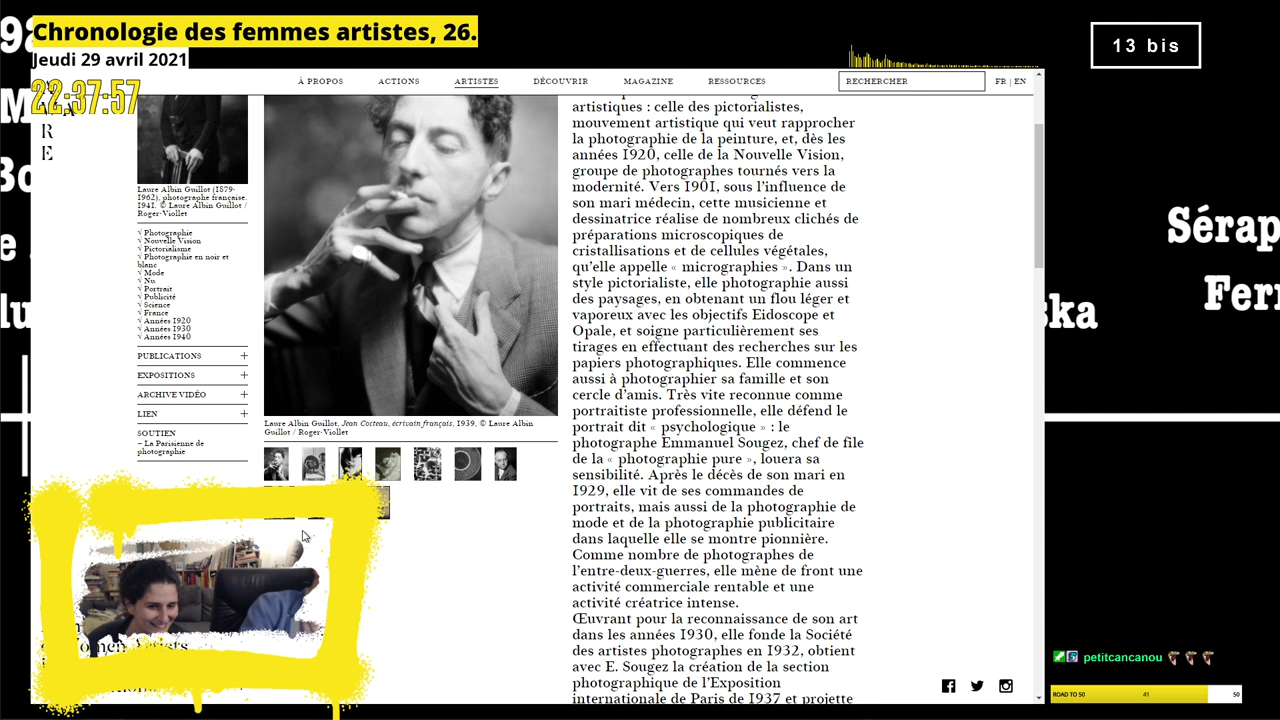 Chronologie des femmes artistes, 26.
Jeudi 29 avril 2021
22:37:57
13 bis
À PROPOS
ACTIONS
ARTISTES
DÉCOUVRIR
MAGAZINE
RESSOURCES
RECHERCHER
FR | EN
R
E
Laure Albin Guillot (1879-
1962), photographe française.
1941. © Laure Albin Guillot /
Roger-Viollet
√ Photographie
√ Nouvelle Vision
√ Pictorialisme
√ Photographie en noir et
blanc
√ Mode
√ Nu
√ Portrait
√ Publicité
√ Science
√ France
√ Années 1920
√ Années 1930
√ Années 1940
PUBLICATIONS +
EXPOSITIONS +
ARCHIVE VIDÉO +
LIEN +
SOUTIEN
– La Parisienne de
photographie
Laure Albin Guillot, Jean Cocteau, écrivain français, 1939, © Laure Albin
Guillot / Roger-Viollet
artistiques : celle des pictorialistes,
mouvement artistique qui veut rapprocher
la photographie de la peinture, et, dès les
années 1920, celle de la Nouvelle Vision,
groupe de photographes tournés vers la
modernité. Vers 1901, sous l’influence de
son mari médecin, cette musicienne et
dessinatrice réalise de nombreux clichés de
préparations microscopiques de
cristallisations et de cellules végétales,
qu’elle appelle « micrographies ». Dans un
style pictorialiste, elle photographie aussi
des paysages, en obtenant un flou léger et
vaporeux avec les objectifs Eidoscope et
Opale, et soigne particulièrement ses
tirages en effectuant des recherches sur les
papiers photographiques. Elle commence
aussi à photographier sa famille et son
cercle d’amis. Très vite reconnue comme
portraitiste professionnelle, elle défend le
portrait dit « psychologique » : le
photographe Emmanuel Sougez, chef de file
de la « photographie pure », louera sa
sensibilité. Après le décès de son mari en
1929, elle vit de ses commandes de
portraits, mais aussi de la photographie de
mode et de la photographie publicitaire
dans laquelle elle se montre pionnière.
Comme nombre de photographes de
l’entre-deux-guerres, elle mène de front une
activité commerciale rentable et une
activité créatrice intense.
Œuvrant pour la reconnaissance de son art
dans les années 1930, elle fonde la Société
des artistes photographes en 1932, obtient
avec E. Sougez la création de la section
photographique de l’Exposition
internationale de Paris de 1937 et projette
Sérap
Fern
ska
petitcancanou
ROAD TO 50
41
50